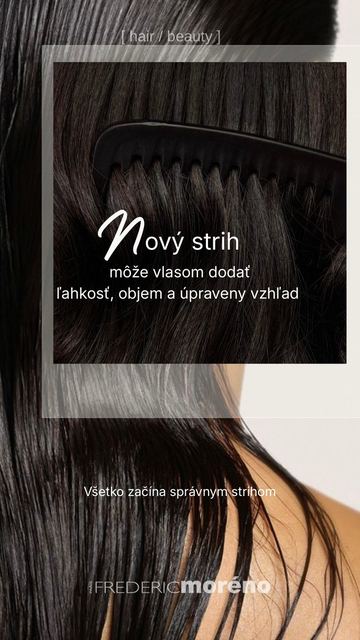 [ hair / beauty ]
Nový strih
môže vlasom dodať
ľahkosť, objem a úpraveny vzhľad
Všetko začína správnym strihom
FREDERICmoréno